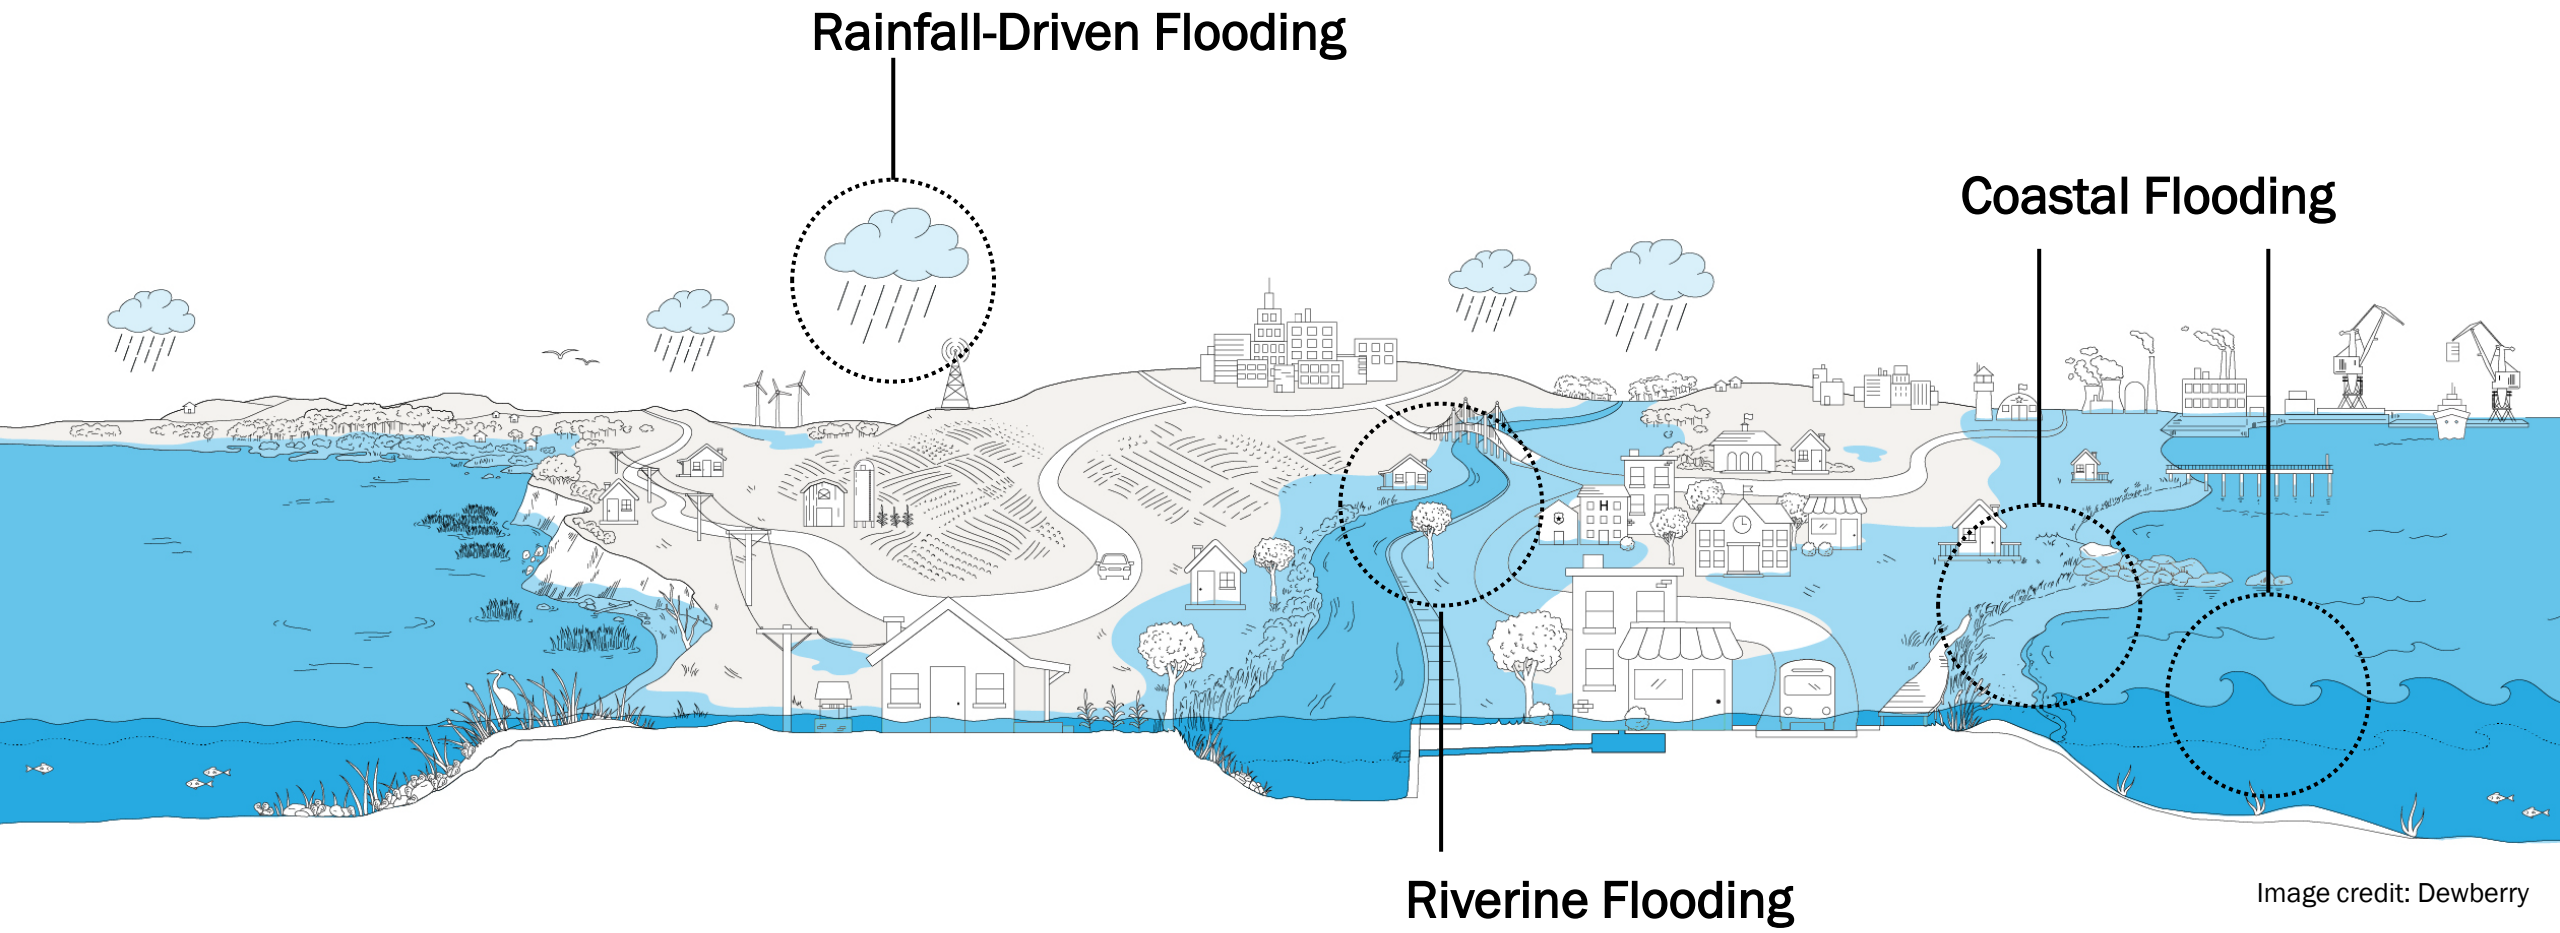 Rainfall-Driven Flooding
Coastal Flooding
H
Riverine Flooding
Image credit: Dewberry